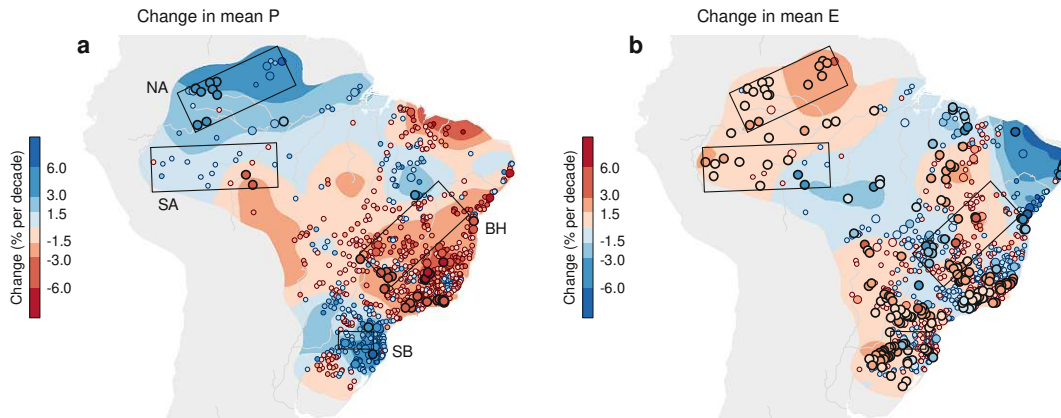 Change in mean P
Change in mean E
a
b
NA
SA
BH
SB
Change (% per decade)
6.0
3.0
1.5
-1.5
-3.0
-6.0
Change (% per decade)
6.0
3.0
1.5
-1.5
-3.0
-6.0